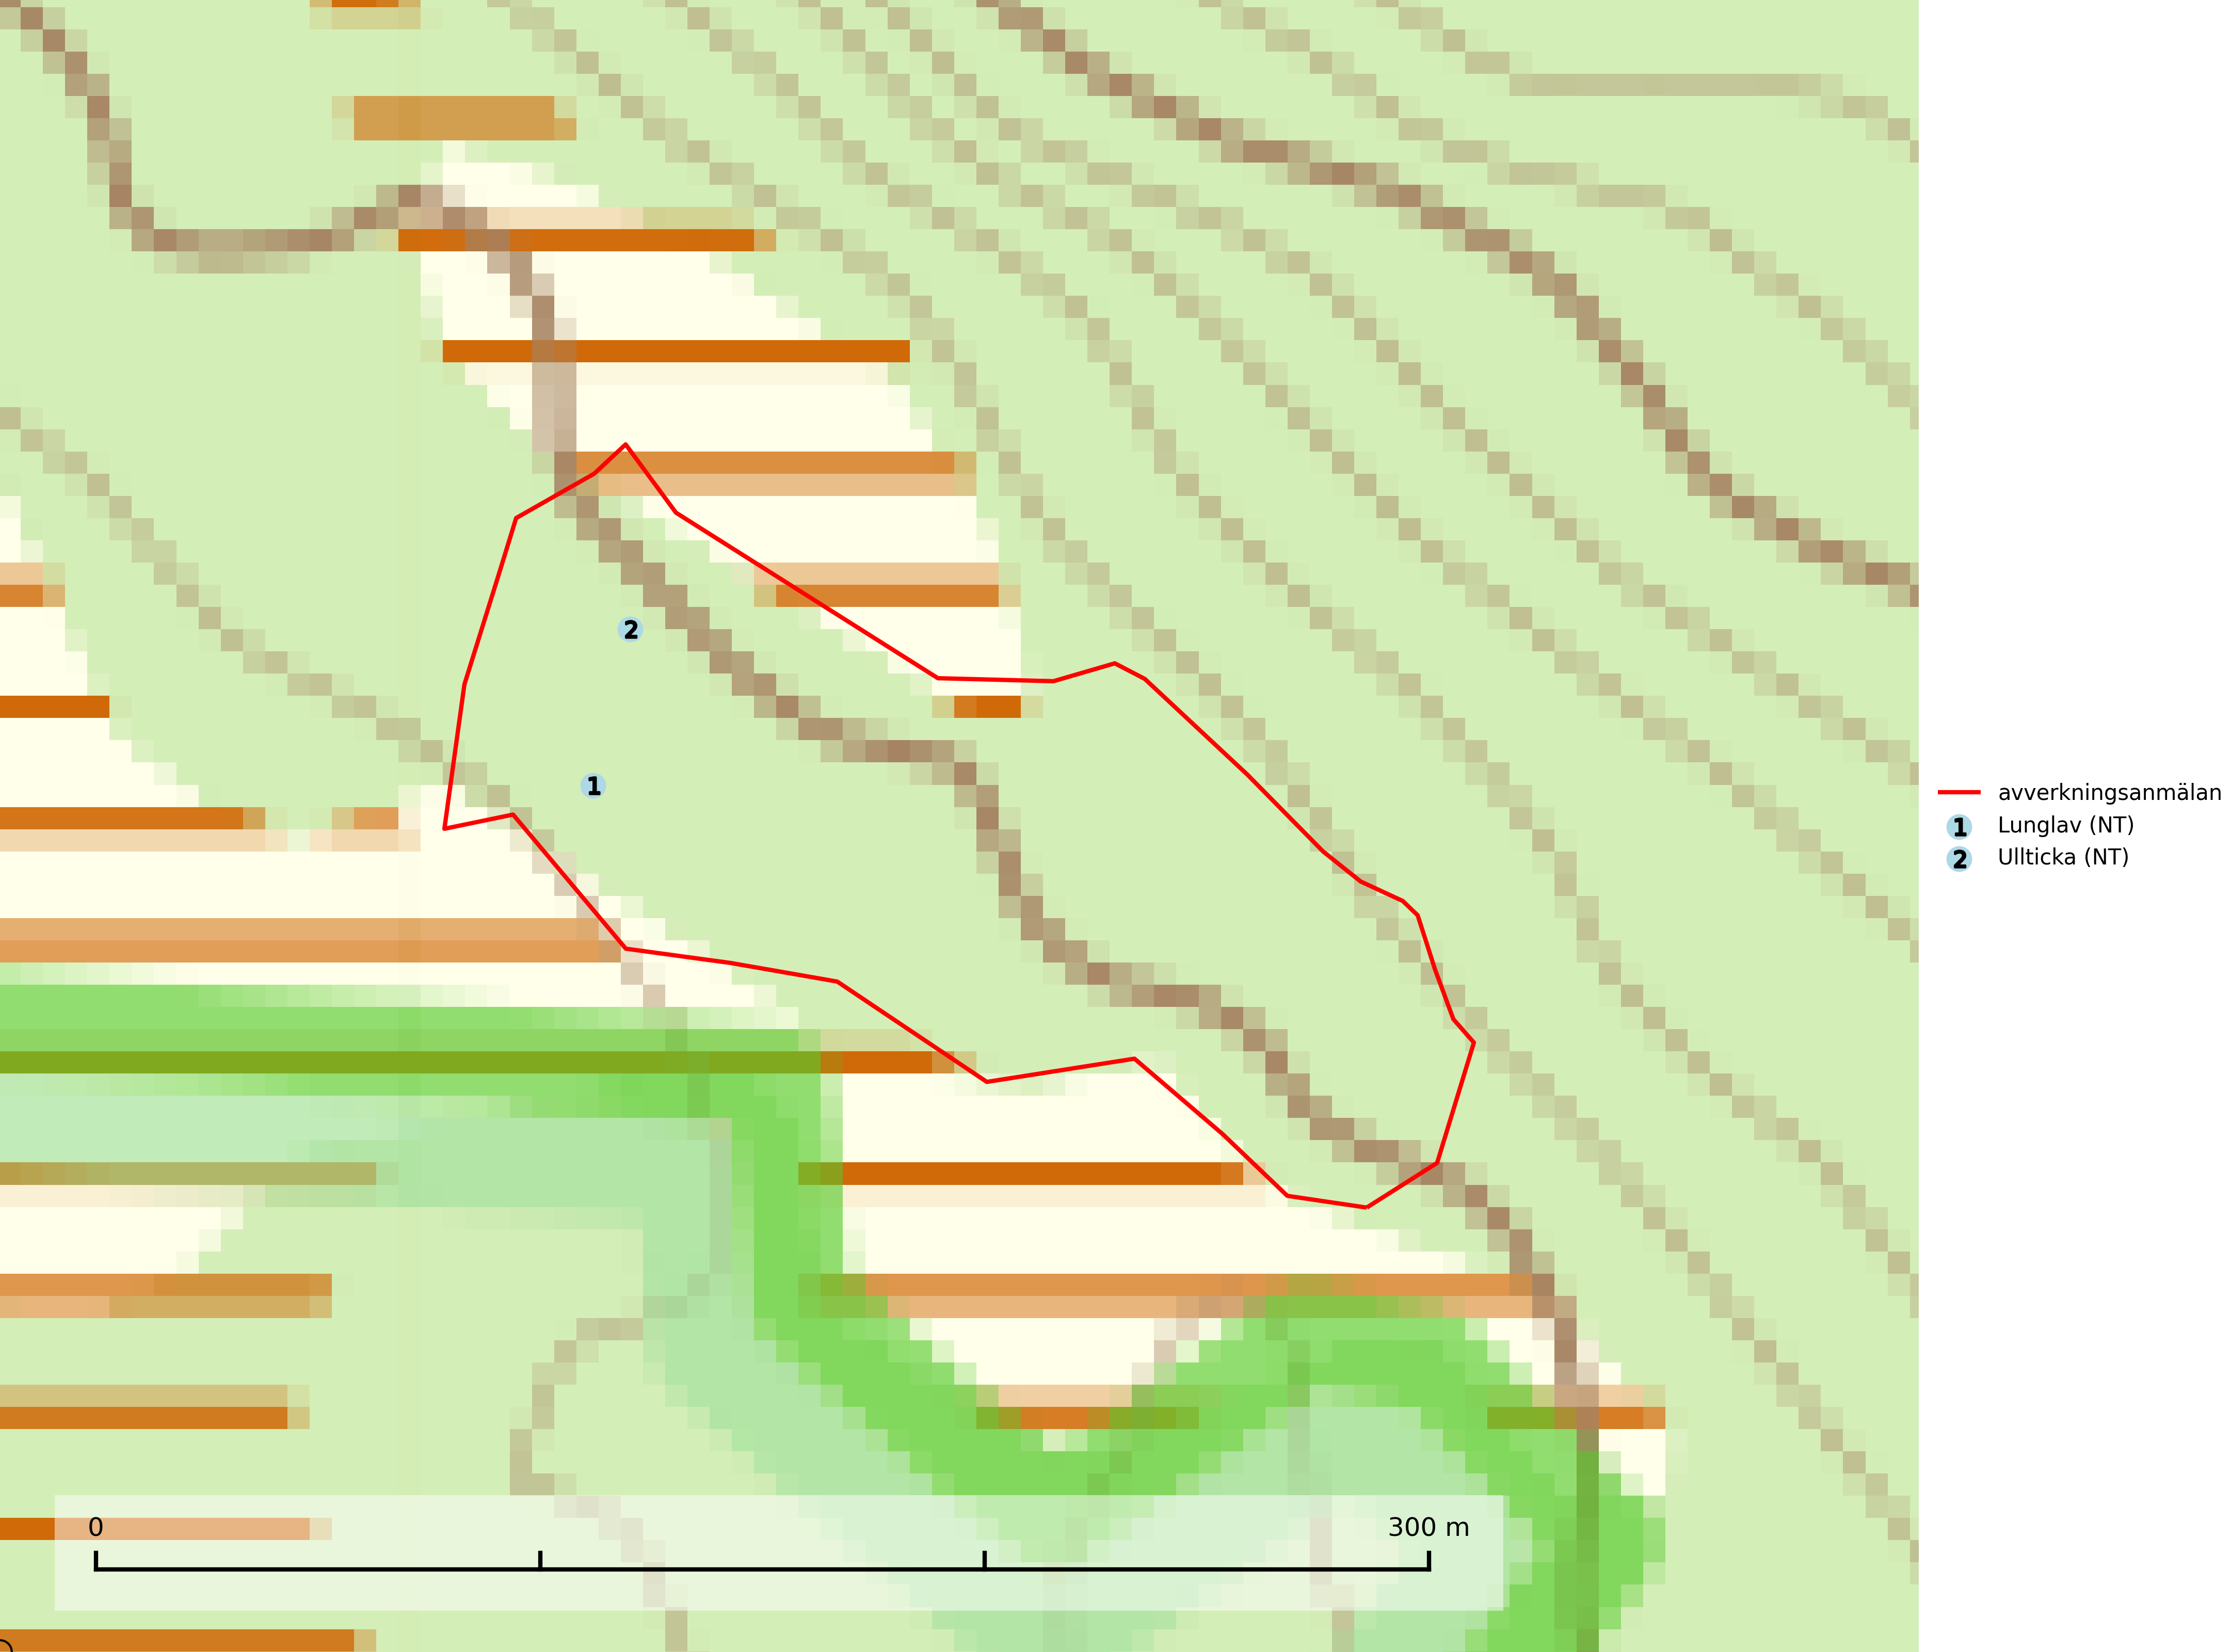 2
1
avverkningsanmälan
1 Lunglav (NT)
2 Ullticka (NT)
0 300 m